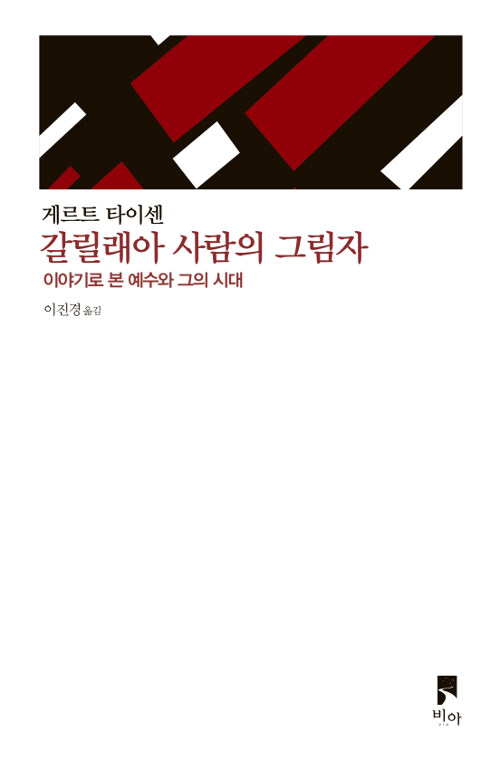 게르트 타이센
갈릴래아 사람의 그림자
이야기로 본 예수와 그의 시대
이진경 옮김
비아